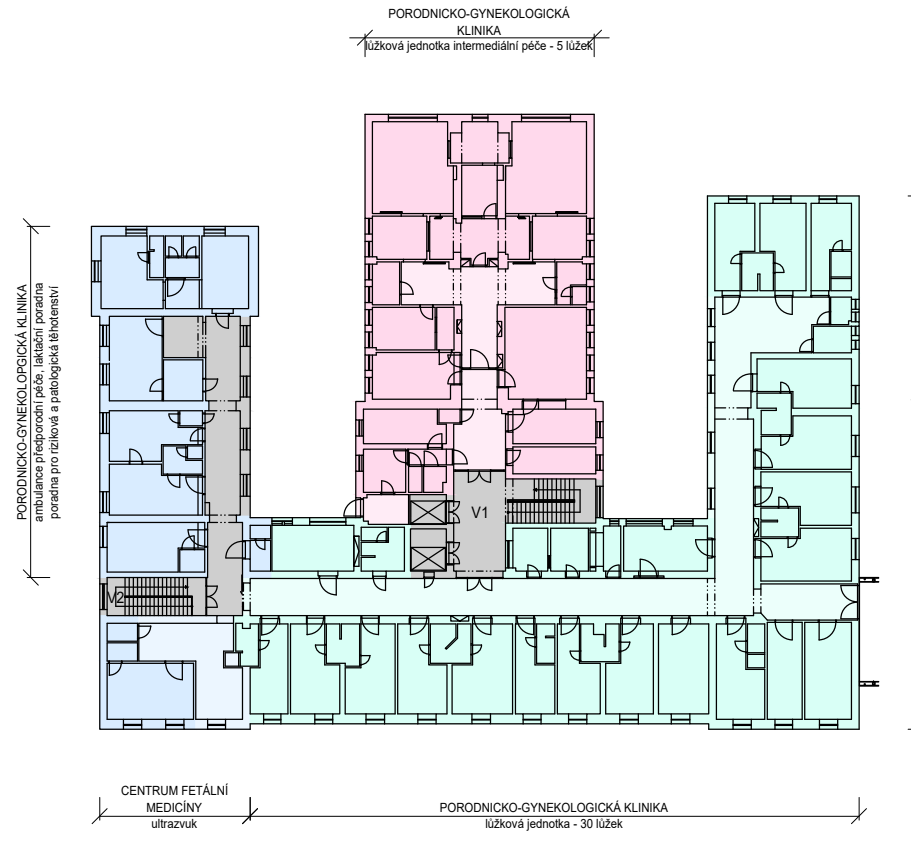 PORODNICKO-GYNEKOLOGICKÁ
KLINIKA
lůžková jednotka intermediální péče - 5 lůžek
PORODNICKO-GYNEKOLOPGICKÁ KLINIKA
ambulance předporodní péče, laktační poradna
poradna pro riziková a patologická těhotenství
V1
V2
CENTRUM FETÁLNÍ
MEDICÍNY
ultrazvuk
PORODNICKO-GYNEKOLOGICKÁ KLINIKA
lůžková jednotka - 30 lůžek